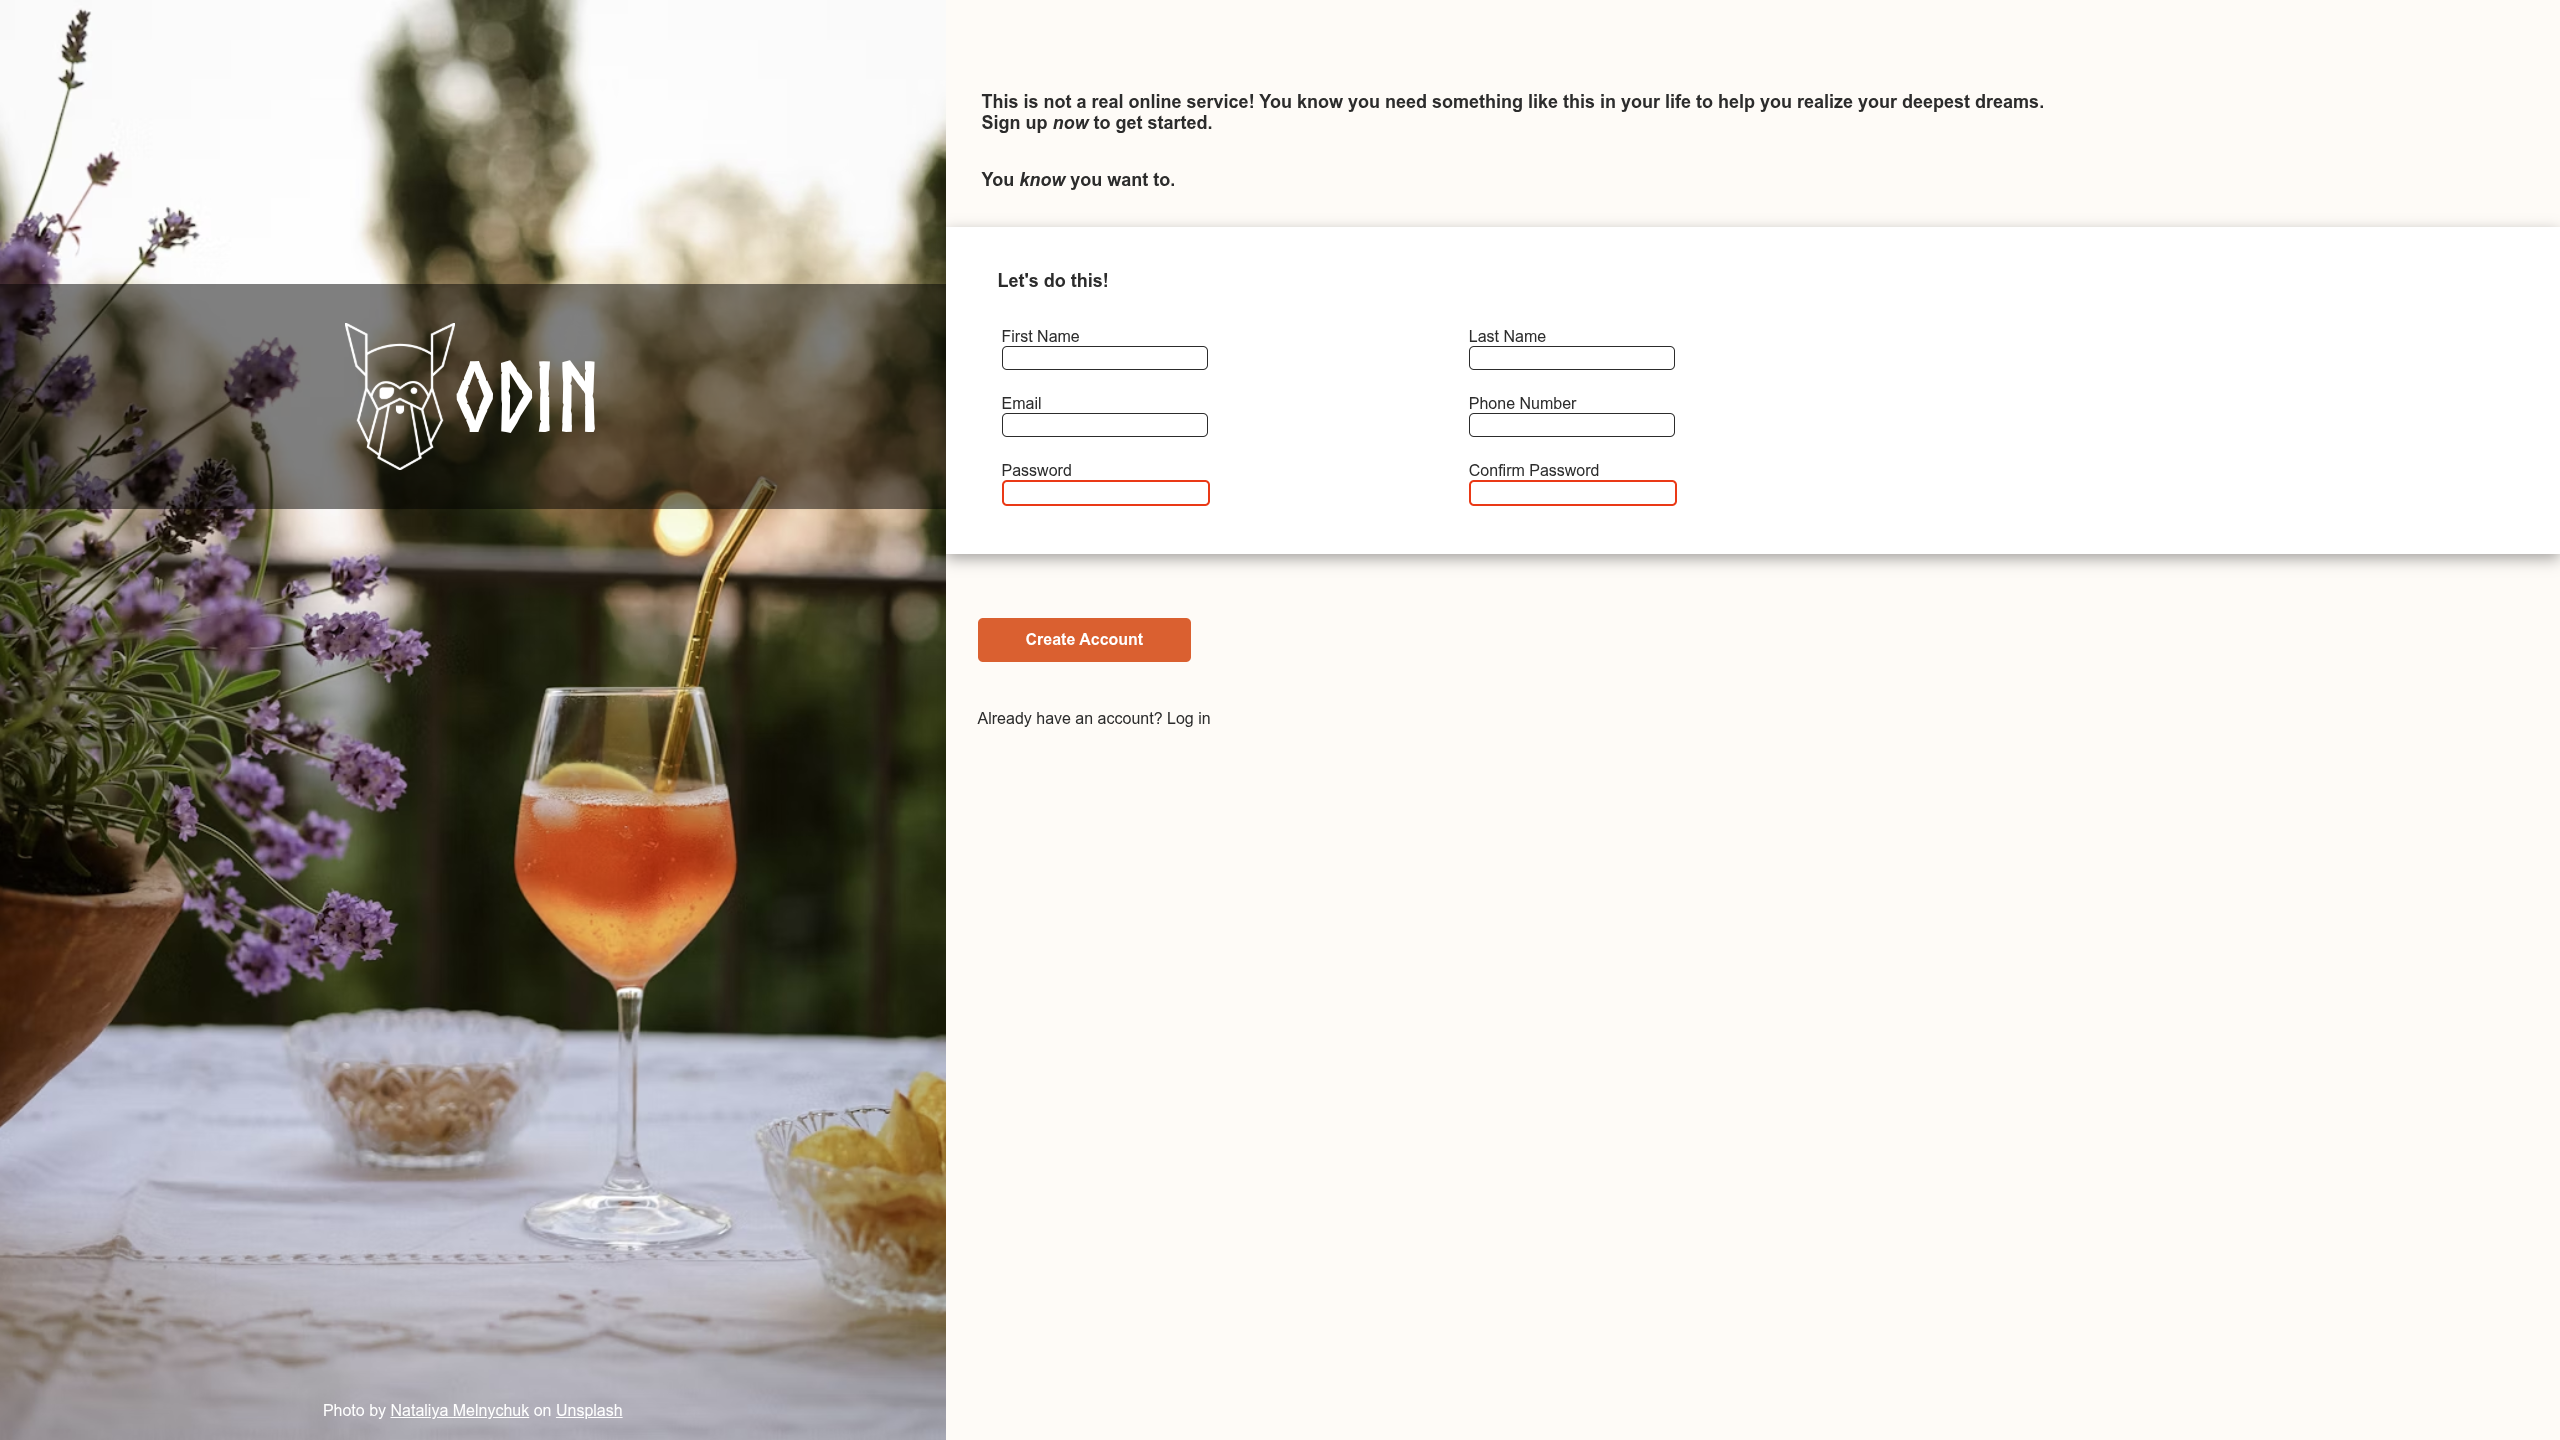 ODIN
Photo by Nataliya Melnychuk on Unsplash
This is not a real online service! You know you need something like this in your life to help you realize your deepest dreams.
Sign up now to get started.
You know you want to.
Let's do this!
First Name
Last Name
Email
Phone Number
Password
Confirm Password
Create Account
Already have an account? Log in